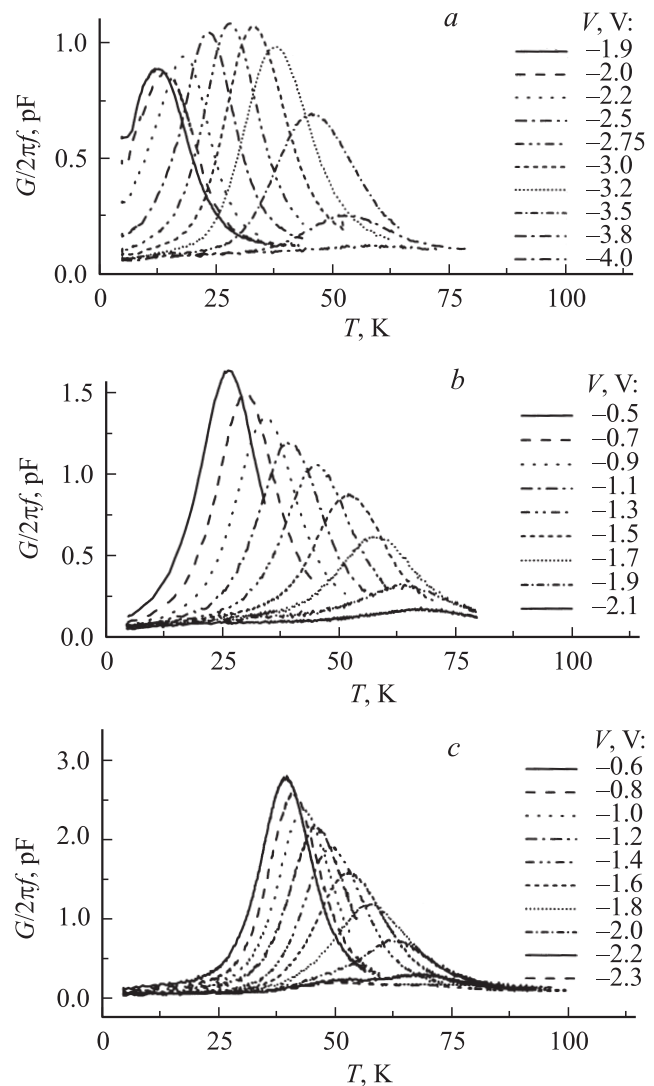 a
V, V:
−1.9
−2.0
−2.2
−2.5
−2.75
−3.0
−3.2
−3.5
−3.8
−4.0
1.0
0.5
0.0
G/2πf, pF
0 25 50 75 100
T, K
b
V, V:
−0.5
−0.7
−0.9
−1.1
−1.3
−1.5
−1.7
−1.9
−2.1
1.5
1.0
0.5
0.0
G/2πf, pF
0 25 50 75 100
T, K
c
V, V:
−0.6
−0.8
−1.0
−1.2
−1.4
−1.6
−1.8
−2.0
−2.2
−2.3
3.0
2.0
1.0
0.0
G/2πf, pF
0 25 50 75 100
T, K